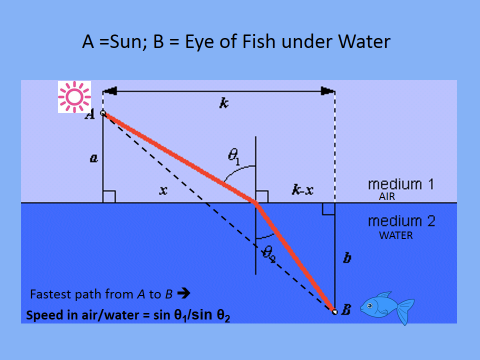 A =Sun; B = Eye of Fish under Water
k
A
θ1
a
x
k-x
medium 1
AIR
medium 2
WATER
θ2
b
Fastest path from A to B ➔
B
Speed in air/water = sin θ1/sin θ2